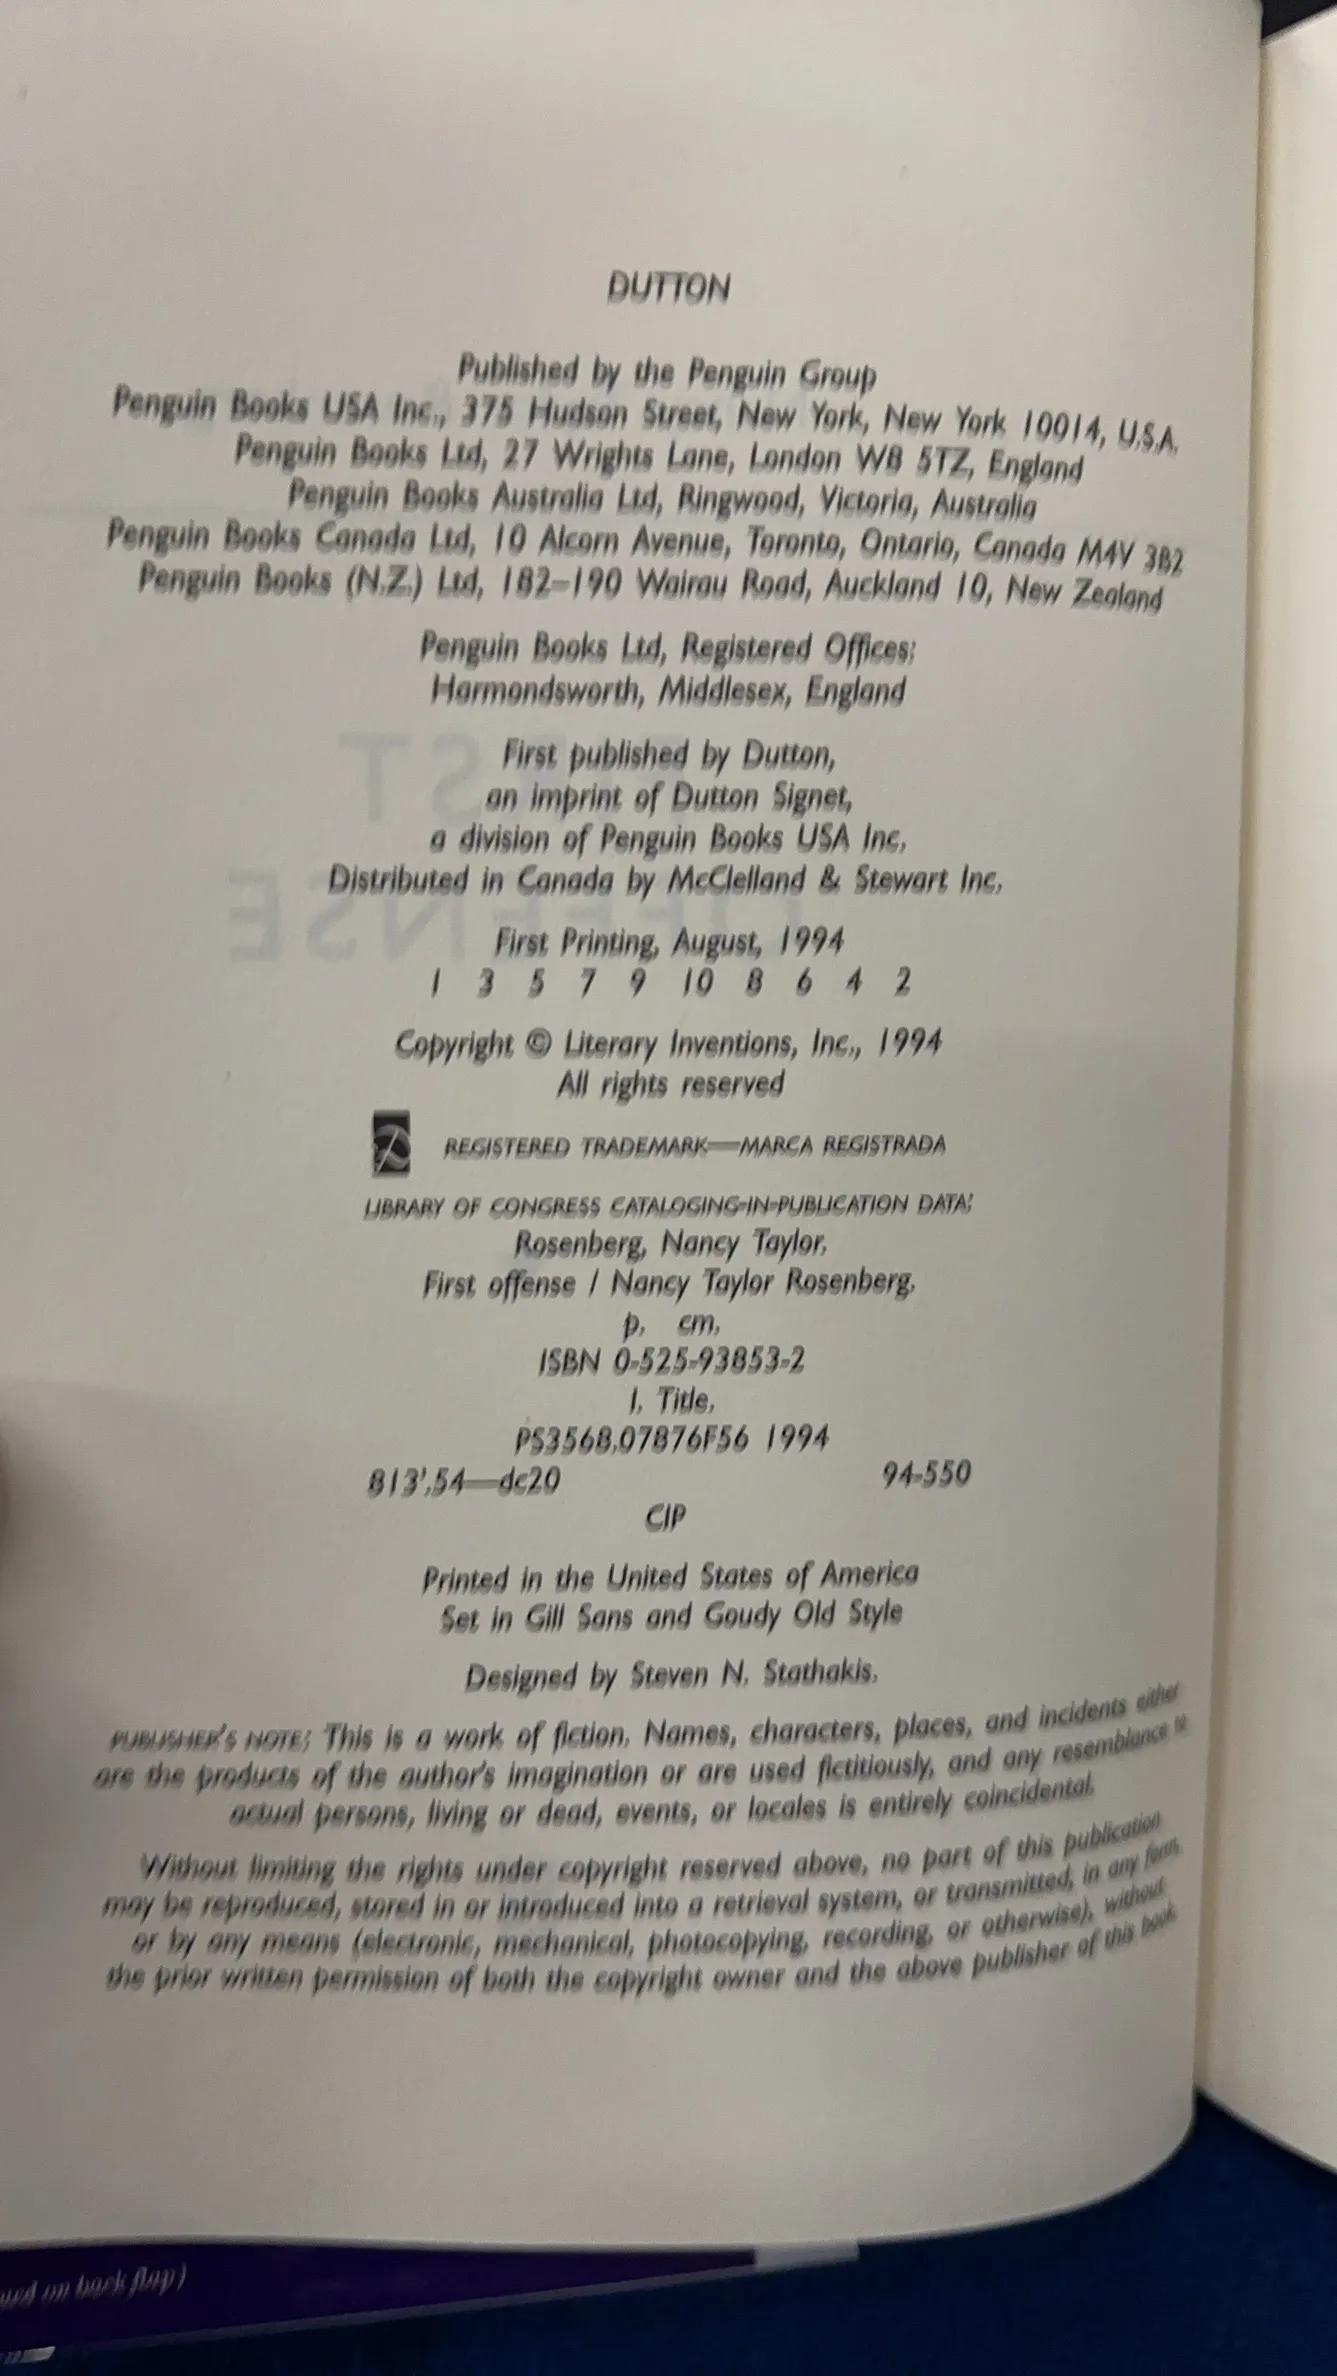 DUTTON
Published by the Penguin Group
Penguin Books USA Inc., 375 Hudson Street, New York, New York 10014, U.S.A.
Penguin Books Ltd, 27 Wrights Lane, London W8 5TZ, England
Penguin Books Australia Ltd, Ringwood, Victoria, Australia
Penguin Books Canada Ltd, 10 Alcorn Avenue, Toronto, Ontario, Canada M4V 3B2
Penguin Books (N.Z.) Ltd, 182–190 Wairau Road, Auckland 10, New Zealand
Penguin Books Ltd, Registered Offices:
Harmondsworth, Middlesex, England
First published by Dutton,
an imprint of Dutton Signet,
a division of Penguin Books USA Inc.
Distributed in Canada by McClelland & Stewart Inc.
First Printing, August, 1994
1 3 5 7 9 10 8 6 4 2
Copyright © Literary Inventions, Inc., 1994
All rights reserved
REGISTERED TRADEMARK—MARCA REGISTRADA
LIBRARY OF CONGRESS CATALOGING-IN-PUBLICATION DATA:
Rosenberg, Nancy Taylor.
First offense / Nancy Taylor Rosenberg.
p. cm.
ISBN 0-525-93853-2
I. Title.
PS3568.O7876F56 1994
813'.54—dc20 94-550
CIP
Printed in the United States of America
Set in Gill Sans and Goudy Old Style
Designed by Steven N. Stathakis.
PUBLISHER'S NOTE: This is a work of fiction. Names, characters, places, and incidents either
are the products of the author's imagination or are used fictitiously, and any resemblance to
actual persons, living or dead, events, or locales is entirely coincidental.
Without limiting the rights under copyright reserved above, no part of this publication
may be reproduced, stored in or introduced into a retrieval system, or transmitted, in any form,
or by any means (electronic, mechanical, photocopying, recording, or otherwise), without
the prior written permission of both the copyright owner and the above publisher of this book.
on back flap)